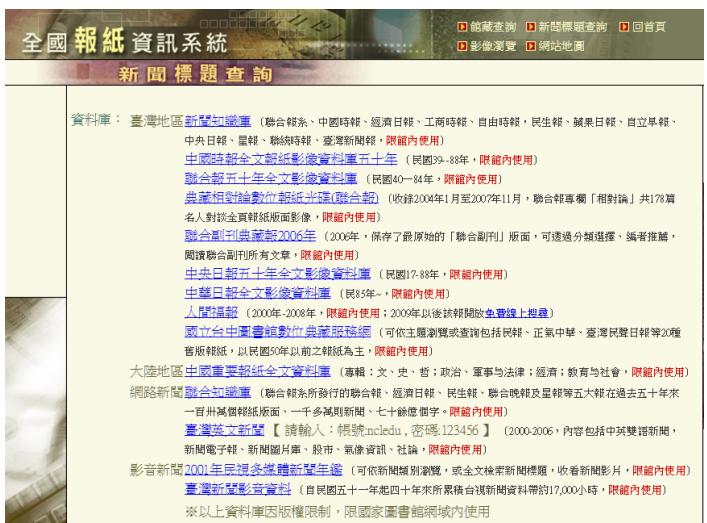 全國報紙資訊系統
館藏查詢 新聞標題查詢 回首頁
影像瀏覽 網站地圖
新聞標題查詢
資料庫： 臺灣地區新聞知識庫 （聯合報系、中國時報、經濟日報、工商時報、自由時報，民生報、蘋果日報、自立早報、
中央日報、星報、聯統時報、臺灣新聞報，限館內使用）
中國時報全文報紙影像資料庫五十年 （民國39--88年，限館內使用）
聯合報五十年全文影像資料庫 （民國40—84年，限館內使用）
典藏相對論數位報紙光碟(聯合報) （收錄2004年1月至2007年11月，聯合報專欄「相對論」共178篇
名人對談全頁報紙版面影像，限館內使用）
聯合副刊典藏報2006年 （2006年，保存了最原始的「聯合副刊」版面，可透過分類選擇、編者推薦，
閱讀聯合副刊所有文章，限館內使用）
中央日報五十年全文影像資料庫 （民國17-88年，限館內使用）
中華日報全文影像資料庫 （民85年~，限館內使用）
人間福報 （2000年-2008年，限館內使用；2009年以後該報開放免費線上搜尋）
國立台中圖書館數位典藏服務網 （可依主題瀏覽或查詢包括民報、正氣中華、臺灣民聲日報等20種
舊版報紙，以民國50年以前之報紙為主，限館內使用）
大陸地區中國重要報紙全文資料庫 （專輯：文、史、哲；政治、軍事与法律；經濟；教育与社會，限館內使用）
網路新聞聯合知識庫 （聯合報系所發行的聯合報、經濟日報、民生報、聯合晚報及星報等五大報在過去五十年來
一百卅萬個報紙版面、一千多萬則新聞、七十餘億個字。限館內使用）
臺灣英文新聞【 請輸入：帳號:ncledu , 密碼:123456 】 （2000-2006，內容包括中英雙語新聞，
新聞電子報、新聞圖片庫、股市、氣像資訊、社論，限館內使用）
影音新聞2001年民視多媒體新聞年鑑 （可依新聞類別瀏覽，或全文檢索新聞標題，收看新聞影片，限館內使用）
臺灣新聞影音資料 （自民國五十一年起四十年來所累積台視新聞資料帶約17,000小時，限館內使用）
※以上資料庫因版權限制，限國家圖書館網域內使用